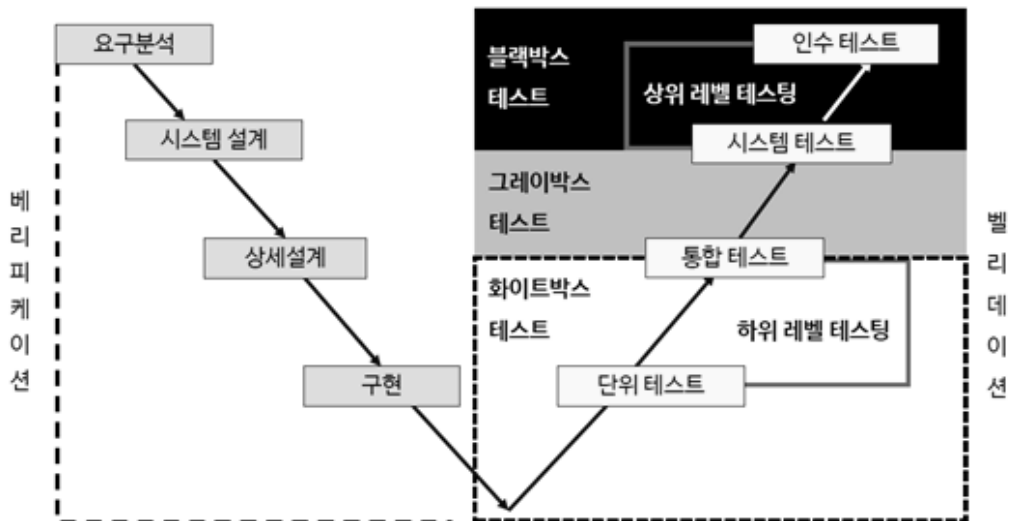 요구분석
시스템 설계
상세설계
구현
베리피케이션
블랙박스
테스트
인수 테스트
상위 레벨 테스팅
시스템 테스트
그레이박스
테스트
통합 테스트
화이트박스
테스트
하위 레벨 테스팅
단위 테스트
벨리데이션